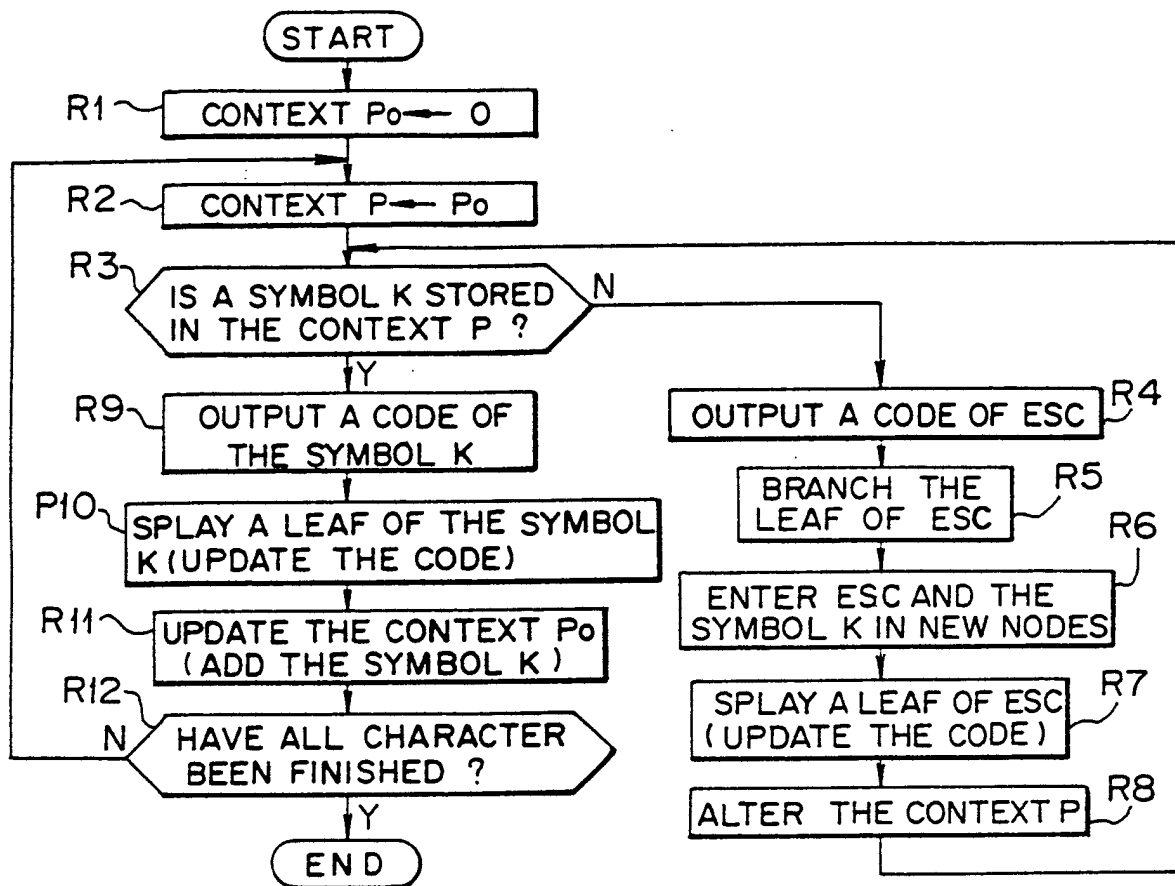 START
R1
CONTEXT Po ← O
R2
CONTEXT P ← Po
R3
IS A SYMBOL K STORED
IN THE CONTEXT P ?
N
Y
R9
OUTPUT A CODE OF
THE SYMBOL K
P10
SPLAY A LEAF OF THE SYMBOL
K (UPDATE THE CODE)
R11
UPDATE THE CONTEXT Po
(ADD THE SYMBOL K)
R12
N
HAVE ALL CHARACTER
BEEN FINISHED ?
Y
END
OUTPUT A CODE OF ESC
R4
BRANCH THE
LEAF OF ESC
R5
R6
ENTER ESC AND THE
SYMBOL K IN NEW NODES
SPLAY A LEAF OF ESC
(UPDATE THE CODE)
R7
ALTER THE CONTEXT P
R8